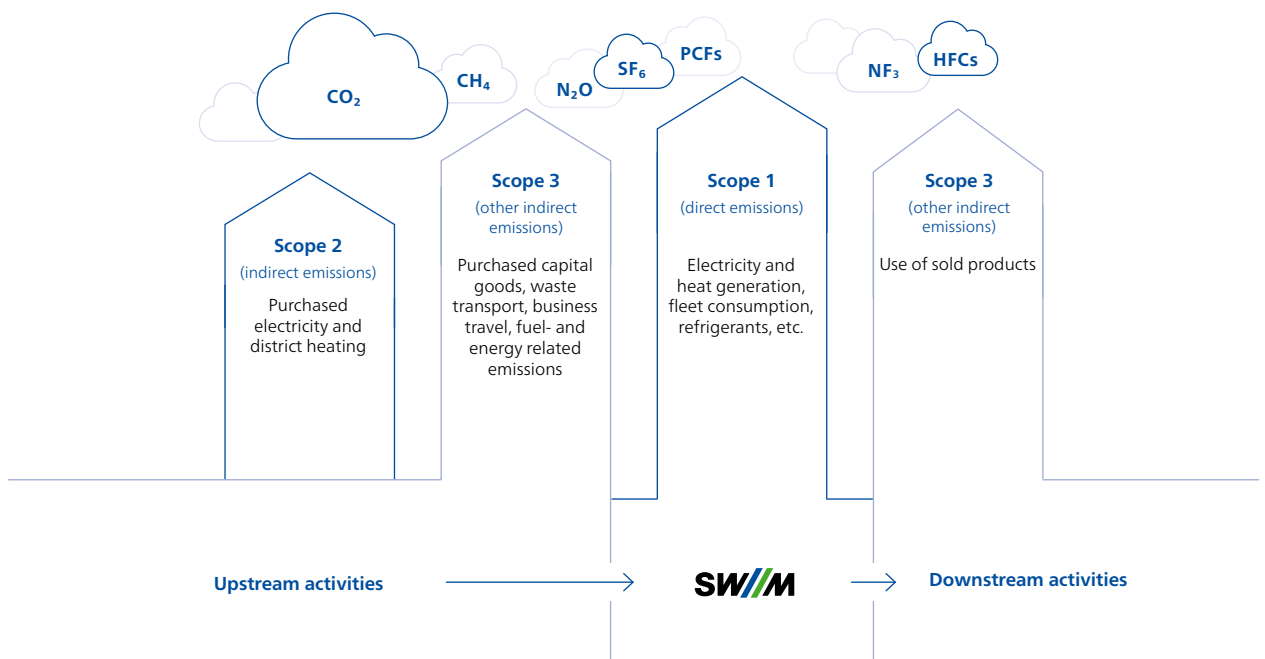 CO₂
CH₄
N₂O
SF₆
PCFs
NF₃
HFCs
Scope 2
(indirect emissions)
Purchased
electricity and
district heating
Scope 3
(other indirect
emissions)
Purchased capital
goods, waste
transport, business
travel, fuel- and
energy related
emissions
Scope 1
(direct emissions)
Electricity and
heat generation,
fleet consumption,
refrigerants, etc.
Scope 3
(other indirect
emissions)
Use of sold products
Upstream activities
SW//M
Downstream activities